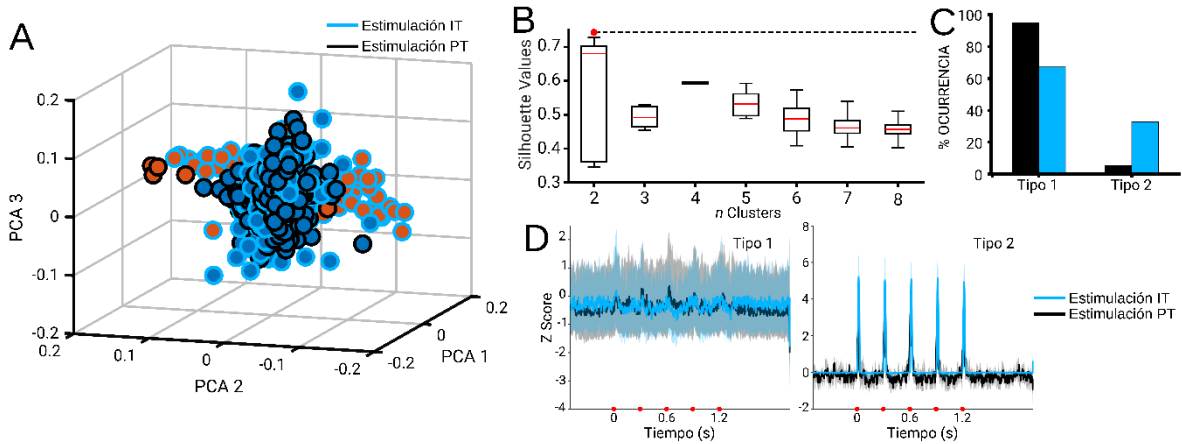 A
Estimulación IT
Estimulación PT
0.2
0.1
0
-0.1
-0.2
PCA 3
0.2
0.1
0
-0.1
-0.2
PCA 2
-0.2
0
0.2
PCA 1
B
0.7
0.6
0.5
0.4
0.3
Silhouette Values
2 3 4 5 6 7 8
n Clusters
C
100
80
60
40
20
0
% OCURRENCIA
Tipo 1 Tipo 2
D
Tipo 1
2
1
0
-1
-2
-3
-4
Z Score
0 0.6 1.2
Tiempo (s)
Tipo 2
8
6
4
2
0
-2
0 0.6 1.2
Tiempo (s)
Estimulación IT
Estimulación PT